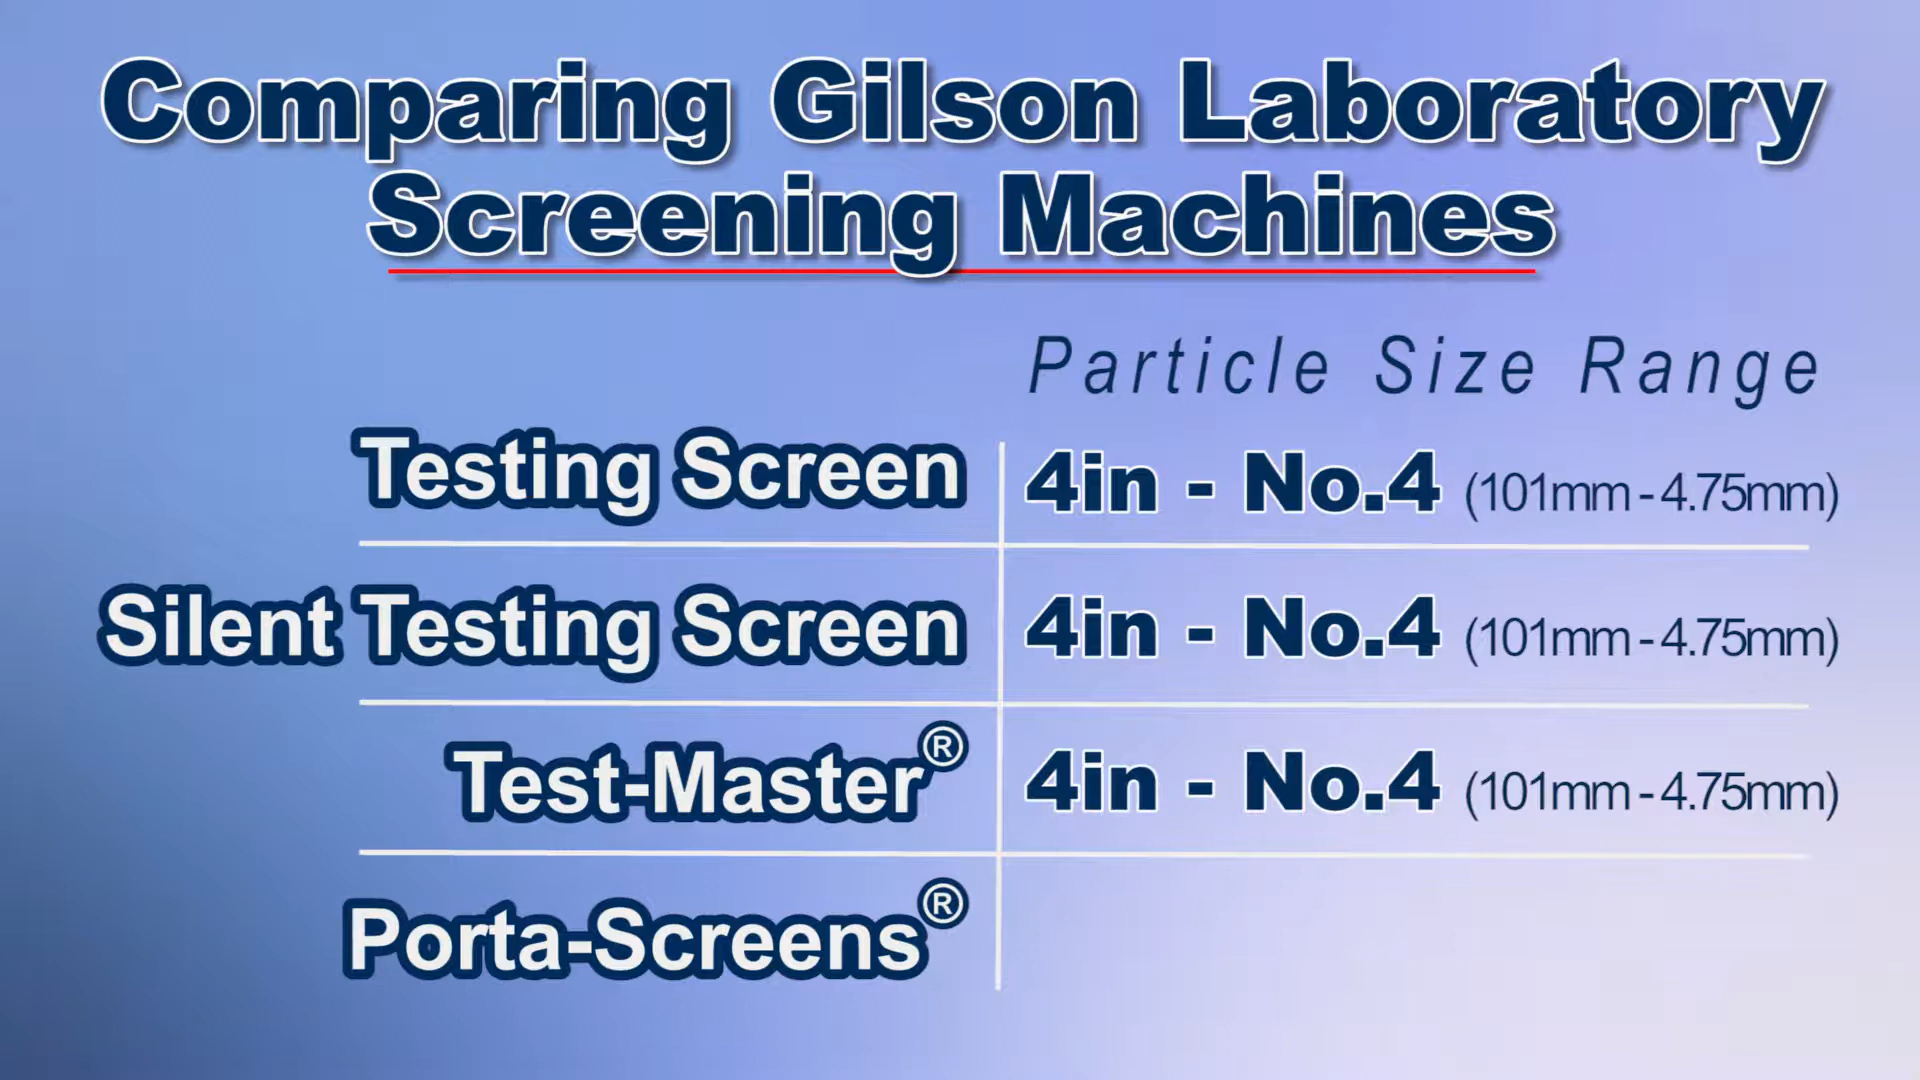 Comparing Gilson Laboratory
Screening Machines
Particle Size Range
Testing Screen 4in - No.4 (101mm - 4.75mm)
Silent Testing Screen 4in - No.4 (101mm - 4.75mm)
Test-Master® 4in - No.4 (101mm - 4.75mm)
Porta-Screens®